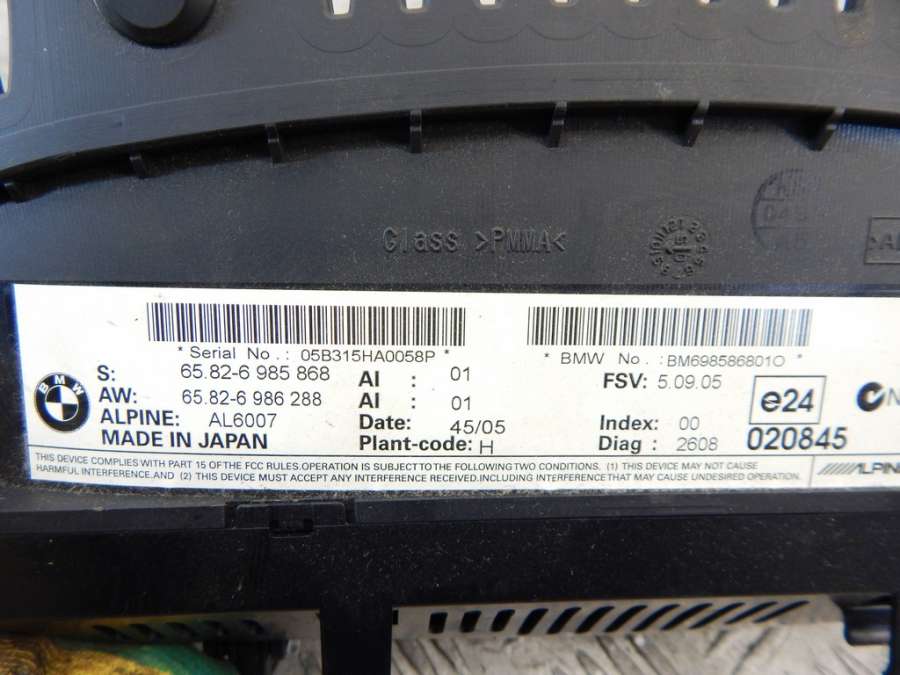 Glass >PMMA<
* Serial No. : 05B315HA0058P *
* BMW No. : BM698586801O *
S: 65.82-6 985 868 AI : 01 FSV: 5.09.05
AW: 65.82-6 986 288 AI : 01
ALPINE: AL6007 Date: 45/05 Index: 00
MADE IN JAPAN Plant-code: H Diag : 2608
BMW
e24
020845
THIS DEVICE COMPLIES WITH PART 15 OF THE FCC RULES.OPERATION IS SUBJECT TO THE FOLLOWING TWO CONDITIONS. (1) THIS DEVICE MAY NOT CAUSE
HARMFUL INTERFERENCE.AND (2) THIS DEVICE MUST ACCEPT ANY INTERFERENCE RECEIVED.INCLUDING INTERFERENCE THAT MAY CAUSE UNDESIRED OPERATION.
ALPINE